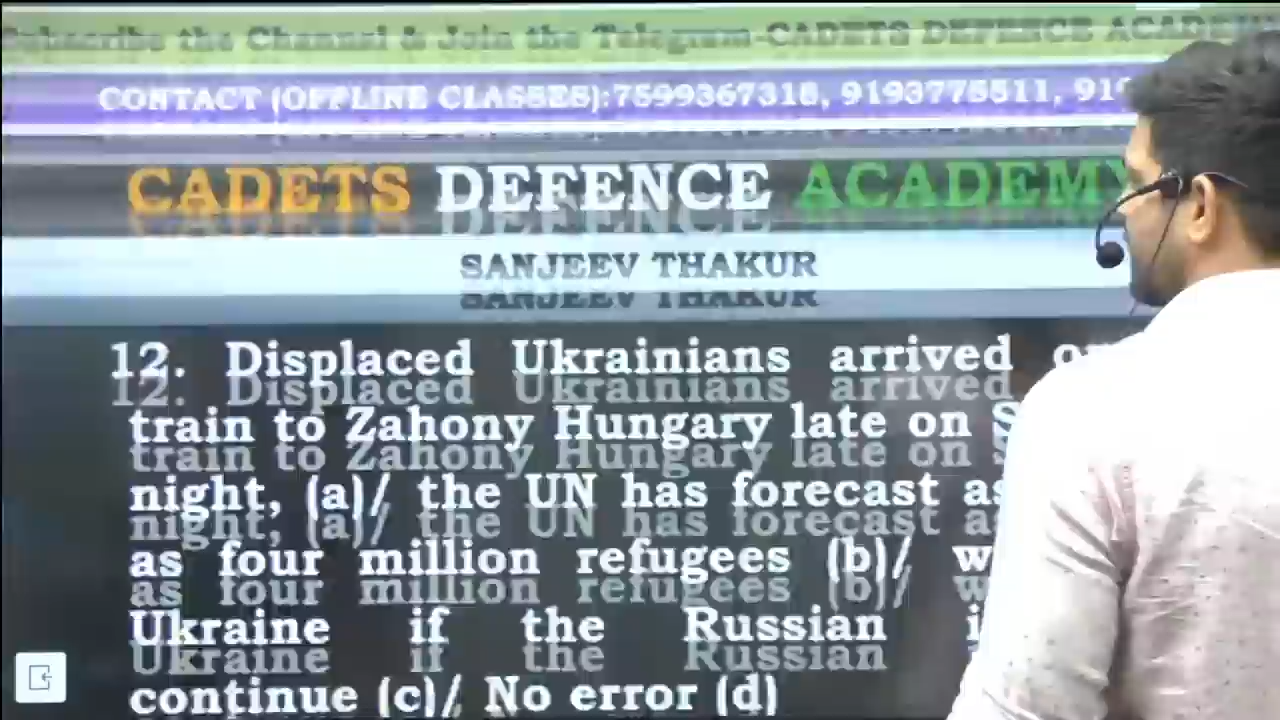 Subscribe the Channel & Join the Telegram-CADETS DEFENCE ACADEMY
CONTACT (OFFLINE CLASSES):7599367318, 9193775511, 91
CADETS DEFENCE ACADEMY
SANJEEV THAKUR
12. Displaced Ukrainians arrived
train to Zahony Hungary late on
night, (a)/ the UN has forecast as
as four million refugees (b)/
Ukraine if the Russian
continue (c)/ No error (d)